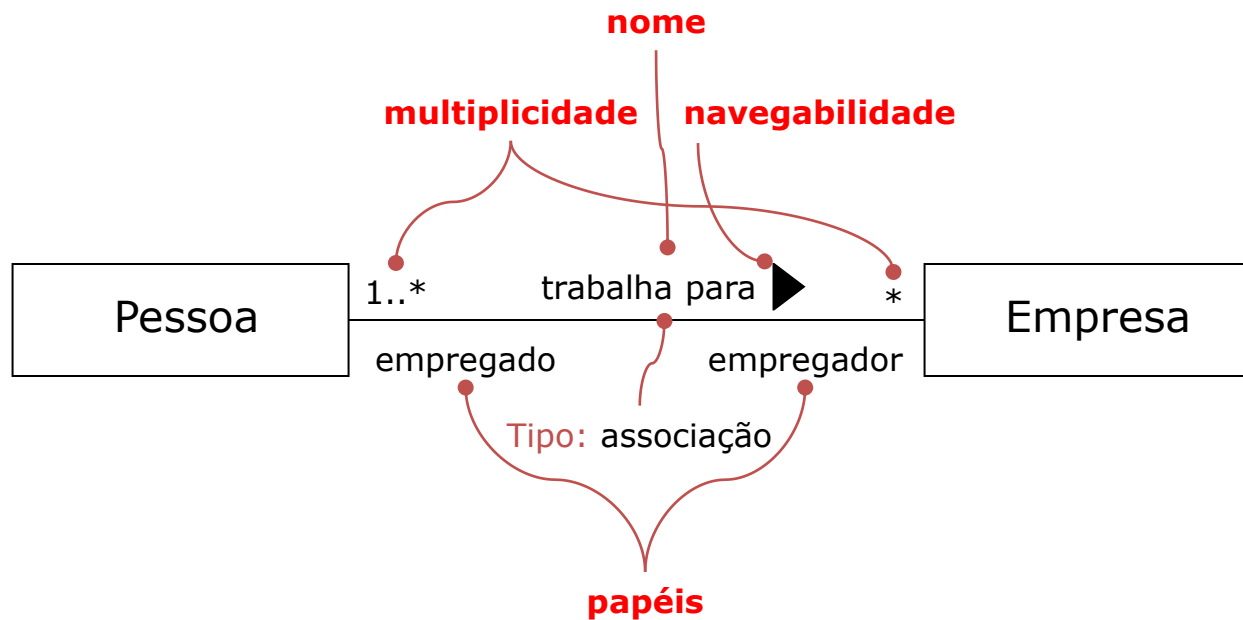 nome
multiplicidade
navegabilidade
Pessoa
1..*
trabalha para
*
Empresa
empregado
empregador
Tipo: associação
papéis